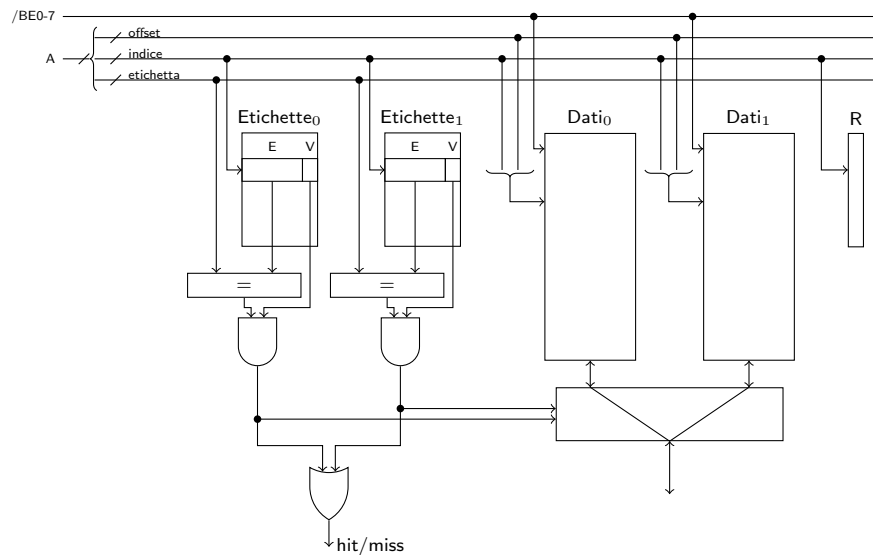 /BE0-7
offset
A
indice
etichetta
Etichette₀ Etichette₁ Dati₀ Dati₁ R
E V E V
= =
hit/miss